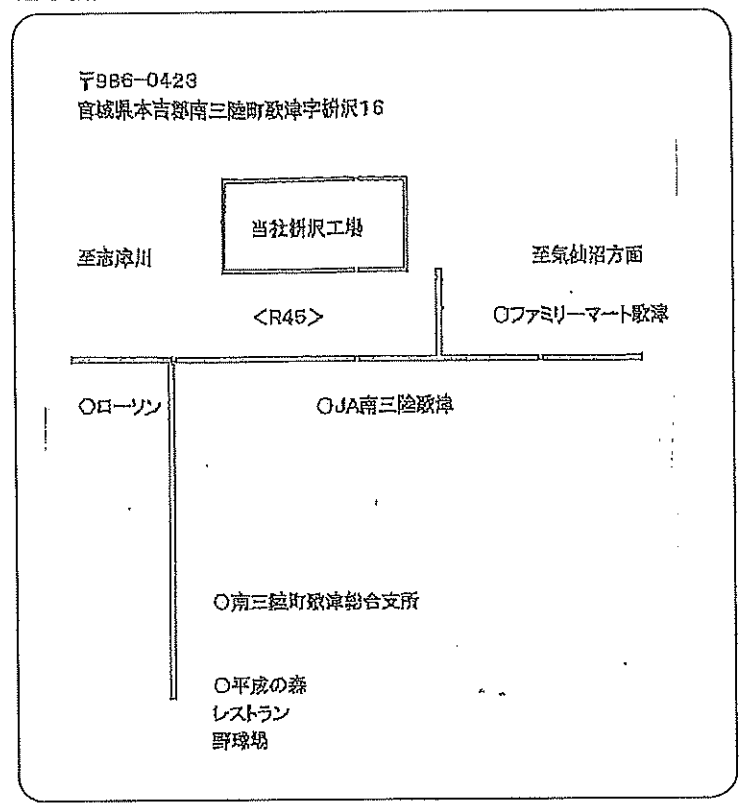 〒986-0423
宮城県本吉郡南三陸町歌津字枡沢16
当社枡沢工場
至志津川
至気仙沼方面
<R45>
○ファミリーマート歌津
○ローソン
○JA南三陸歌津
○南三陸町歌津総合支所
○平成の森
レストラン
野球場